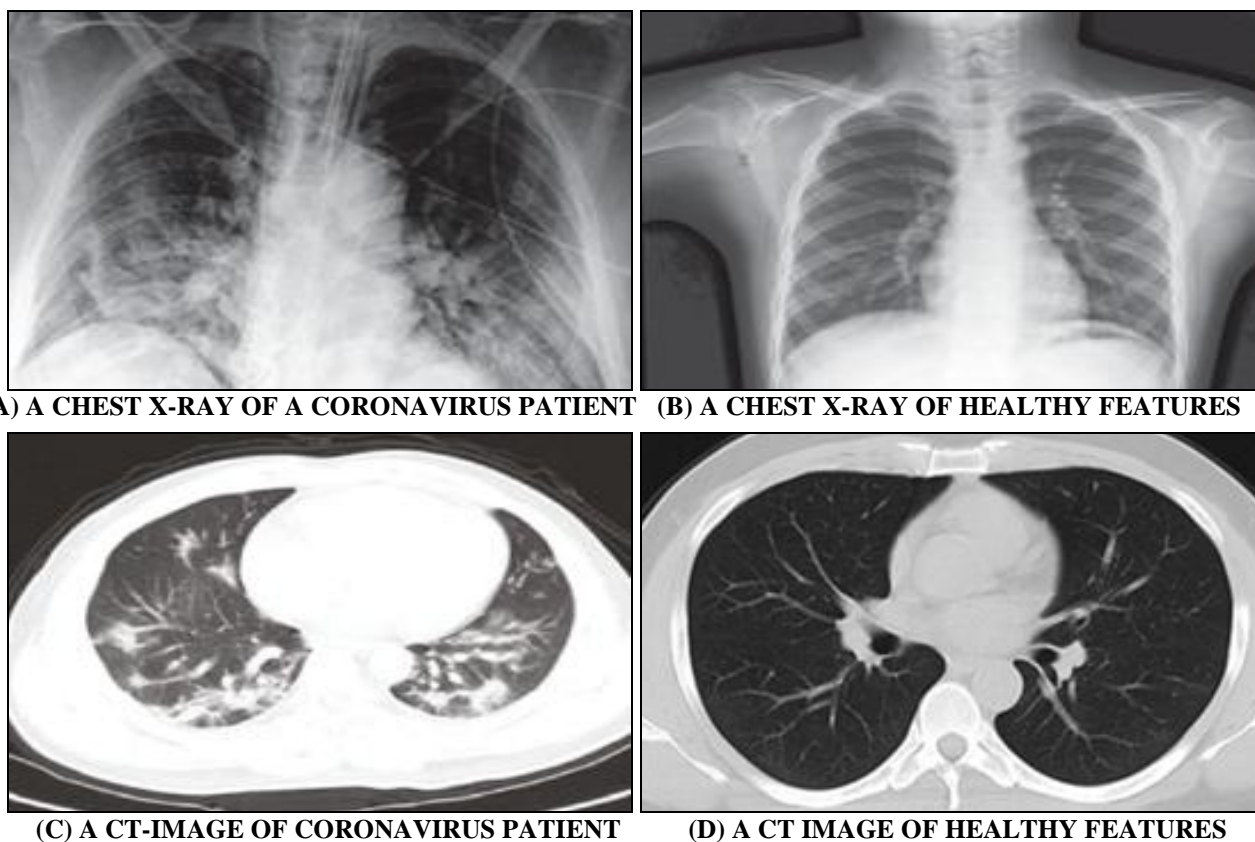 A) A CHEST X-RAY OF A CORONAVIRUS PATIENT
(B) A CHEST X-RAY OF HEALTHY FEATURES
(C) A CT-IMAGE OF CORONAVIRUS PATIENT
(D) A CT IMAGE OF HEALTHY FEATURES